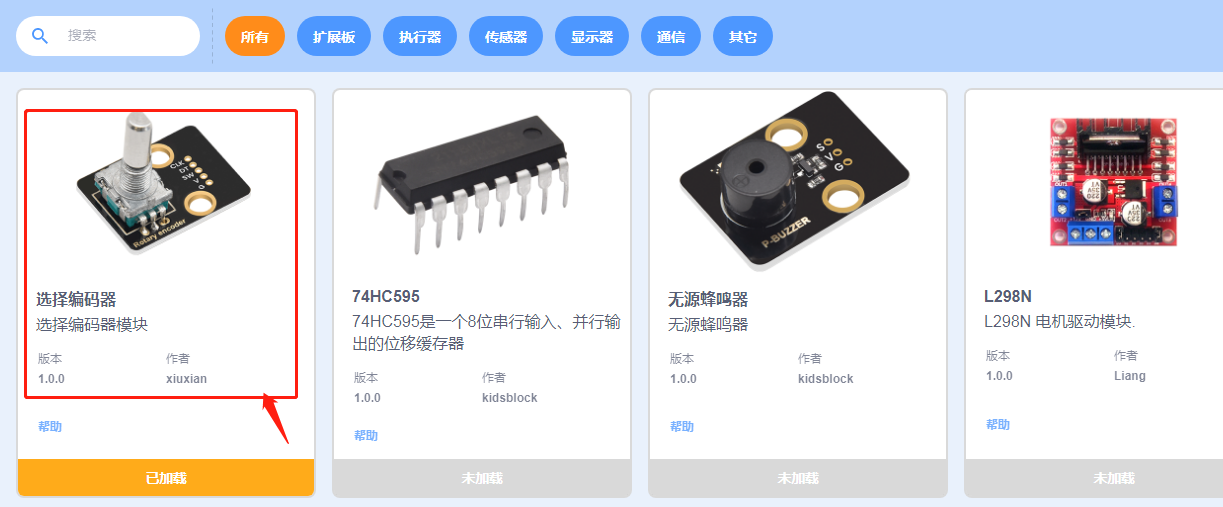 搜索
所有
扩展板
执行器
传感器
显示器
通信
其它
CLK
DT
SW
V
G
Rotary encoder
选择编码器
选择编码器模块
版本
作者
1.0.0
xiuxian
帮助
已加载
74HC595
74HC595是一个8位串行输入、并行输
出的位移缓存器
版本
作者
1.0.0
kidsblock
帮助
未加载
S
V
G
P-BUZZER
无源蜂鸣器
无源蜂鸣器
版本
作者
1.0.0
kidsblock
帮助
未加载
L298N
L298N 电机驱动模块.
版本
作者
1.0.0
Liang
帮助
未加载